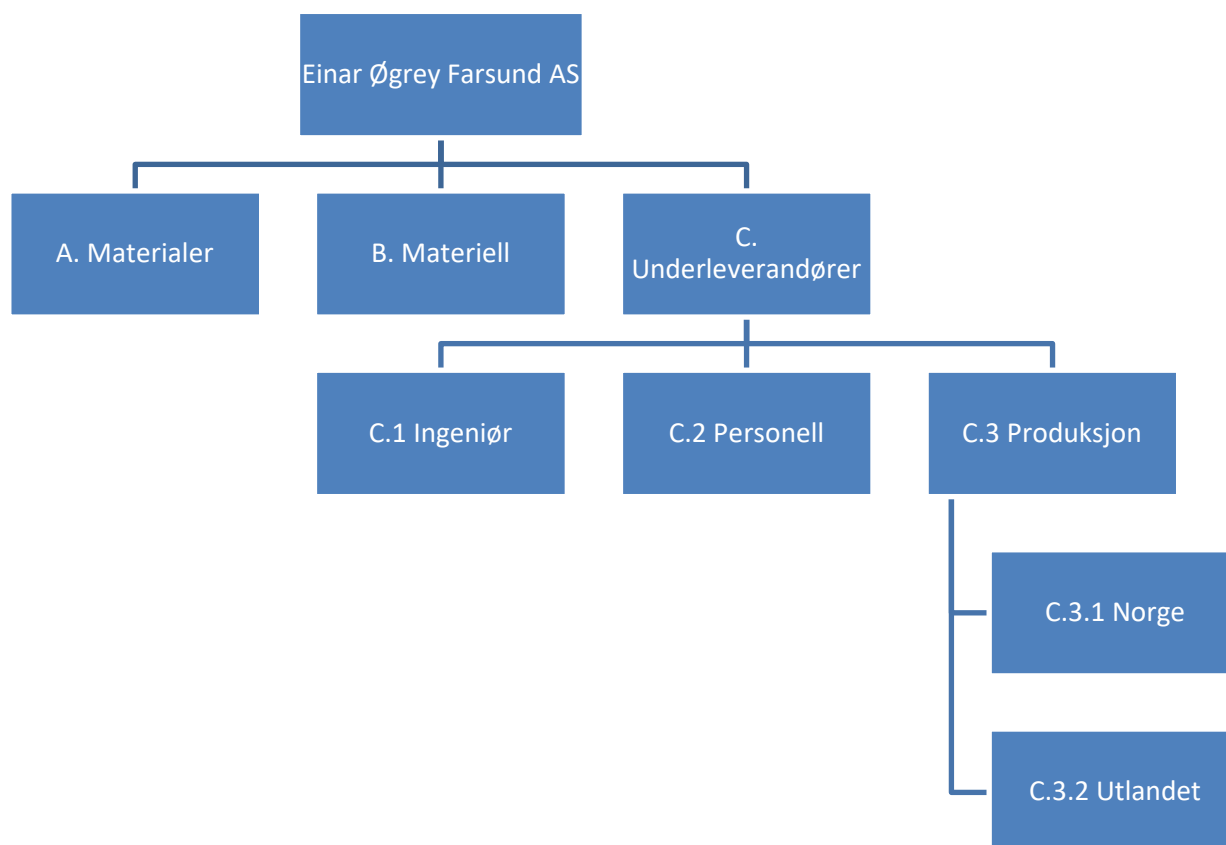 Einar Øgrey Farsund AS
A. Materialer
B. Materiell
C.
Underleverandører
C.1 Ingeniør
C.2 Personell
C.3 Produksjon
C.3.1 Norge
C.3.2 Utlandet